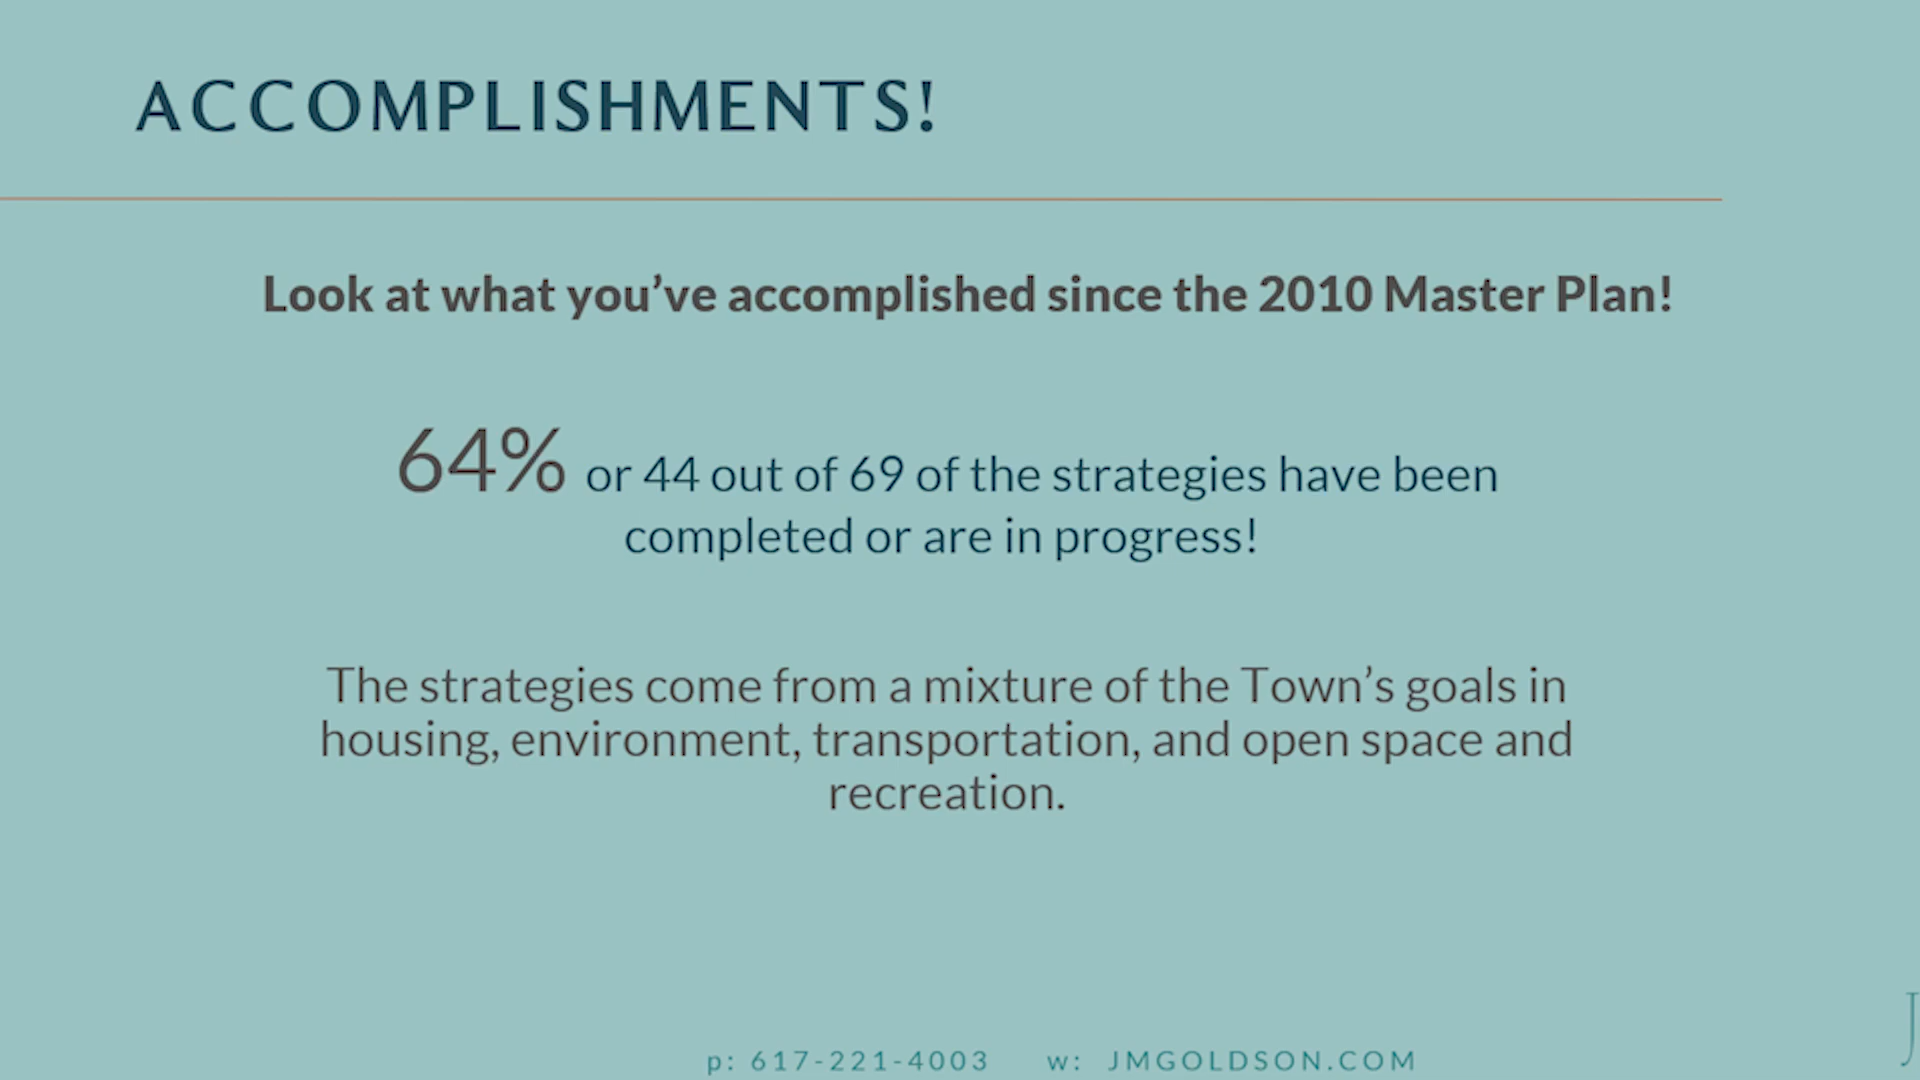 ACCOMPLISHMENTS!
Look at what you’ve accomplished since the 2010 Master Plan!
64% or 44 out of 69 of the strategies have been
completed or are in progress!
The strategies come from a mixture of the Town’s goals in
housing, environment, transportation, and open space and
recreation.
p: 617-221-4003 w: JMGOLDSON.COM
J